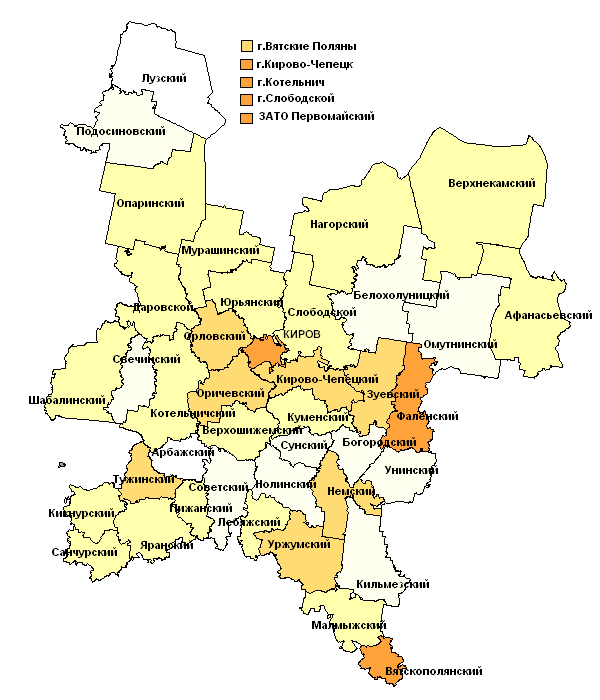 г.Вятские Поляны
г.Кирово-Чепецк
г.Котельнич
г.Слободской
ЗАТО Первомайский
Лузский
Подосиновский
Опаринский
Верхнекамский
Нагорский
Мурашинский
Белохолуницкий
Даровской
Юрьянский
Слободской
Афанасьевский
Орловский
КИРОВ
Омутнинский
Свечинский
Кирово-Чепецкий
Шабалинский
Оричевский
Зуевский
Котельничский
Куменский
Фаленский
Верхошижемский
Сунский
Богородский
Арбажский
Унинский
Тужинский
Советский
Нолинский
Немский
Кикнурский
Пижанский
Лебяжский
Санчурский
Яранский
Уржумский
Кильмезский
Малмыжский
Вятскополянский